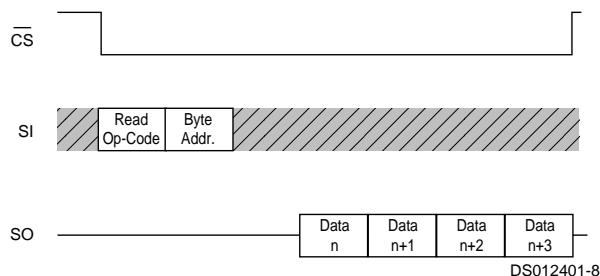 CS
SI
Read
Op-Code
Byte
Addr.
SO
Data
n
Data
n+1
Data
n+2
Data
n+3
DS012401-8